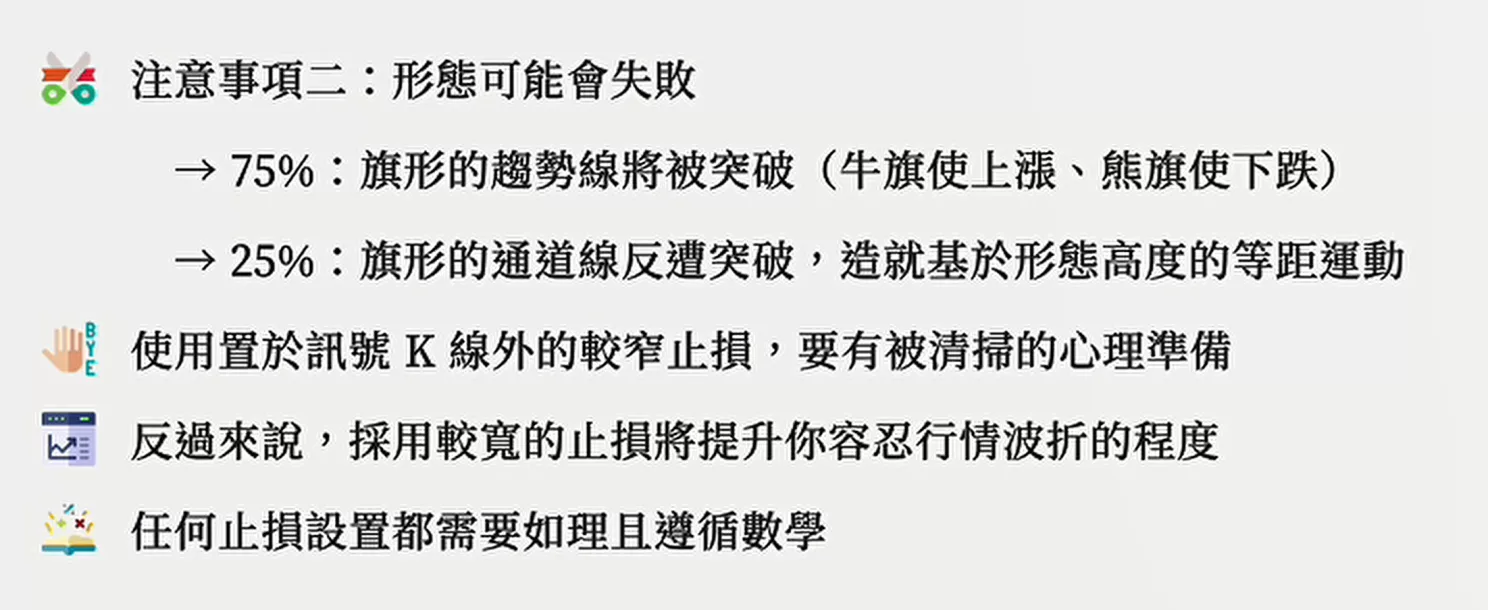 注意事項二：形態可能會失敗
→ 75%：旗形的趨勢線將被突破（牛旗使上漲、熊旗使下跌）
→ 25%：旗形的通道線反遭突破，造就基於形態高度的等距運動
BYE
使用置於訊號 K 線外的較窄止損，要有被清掃的心理準備
反過來說，採用較寬的止損將提升你容忍行情波折的程度
任何止損設置都需要如理且遵循數學